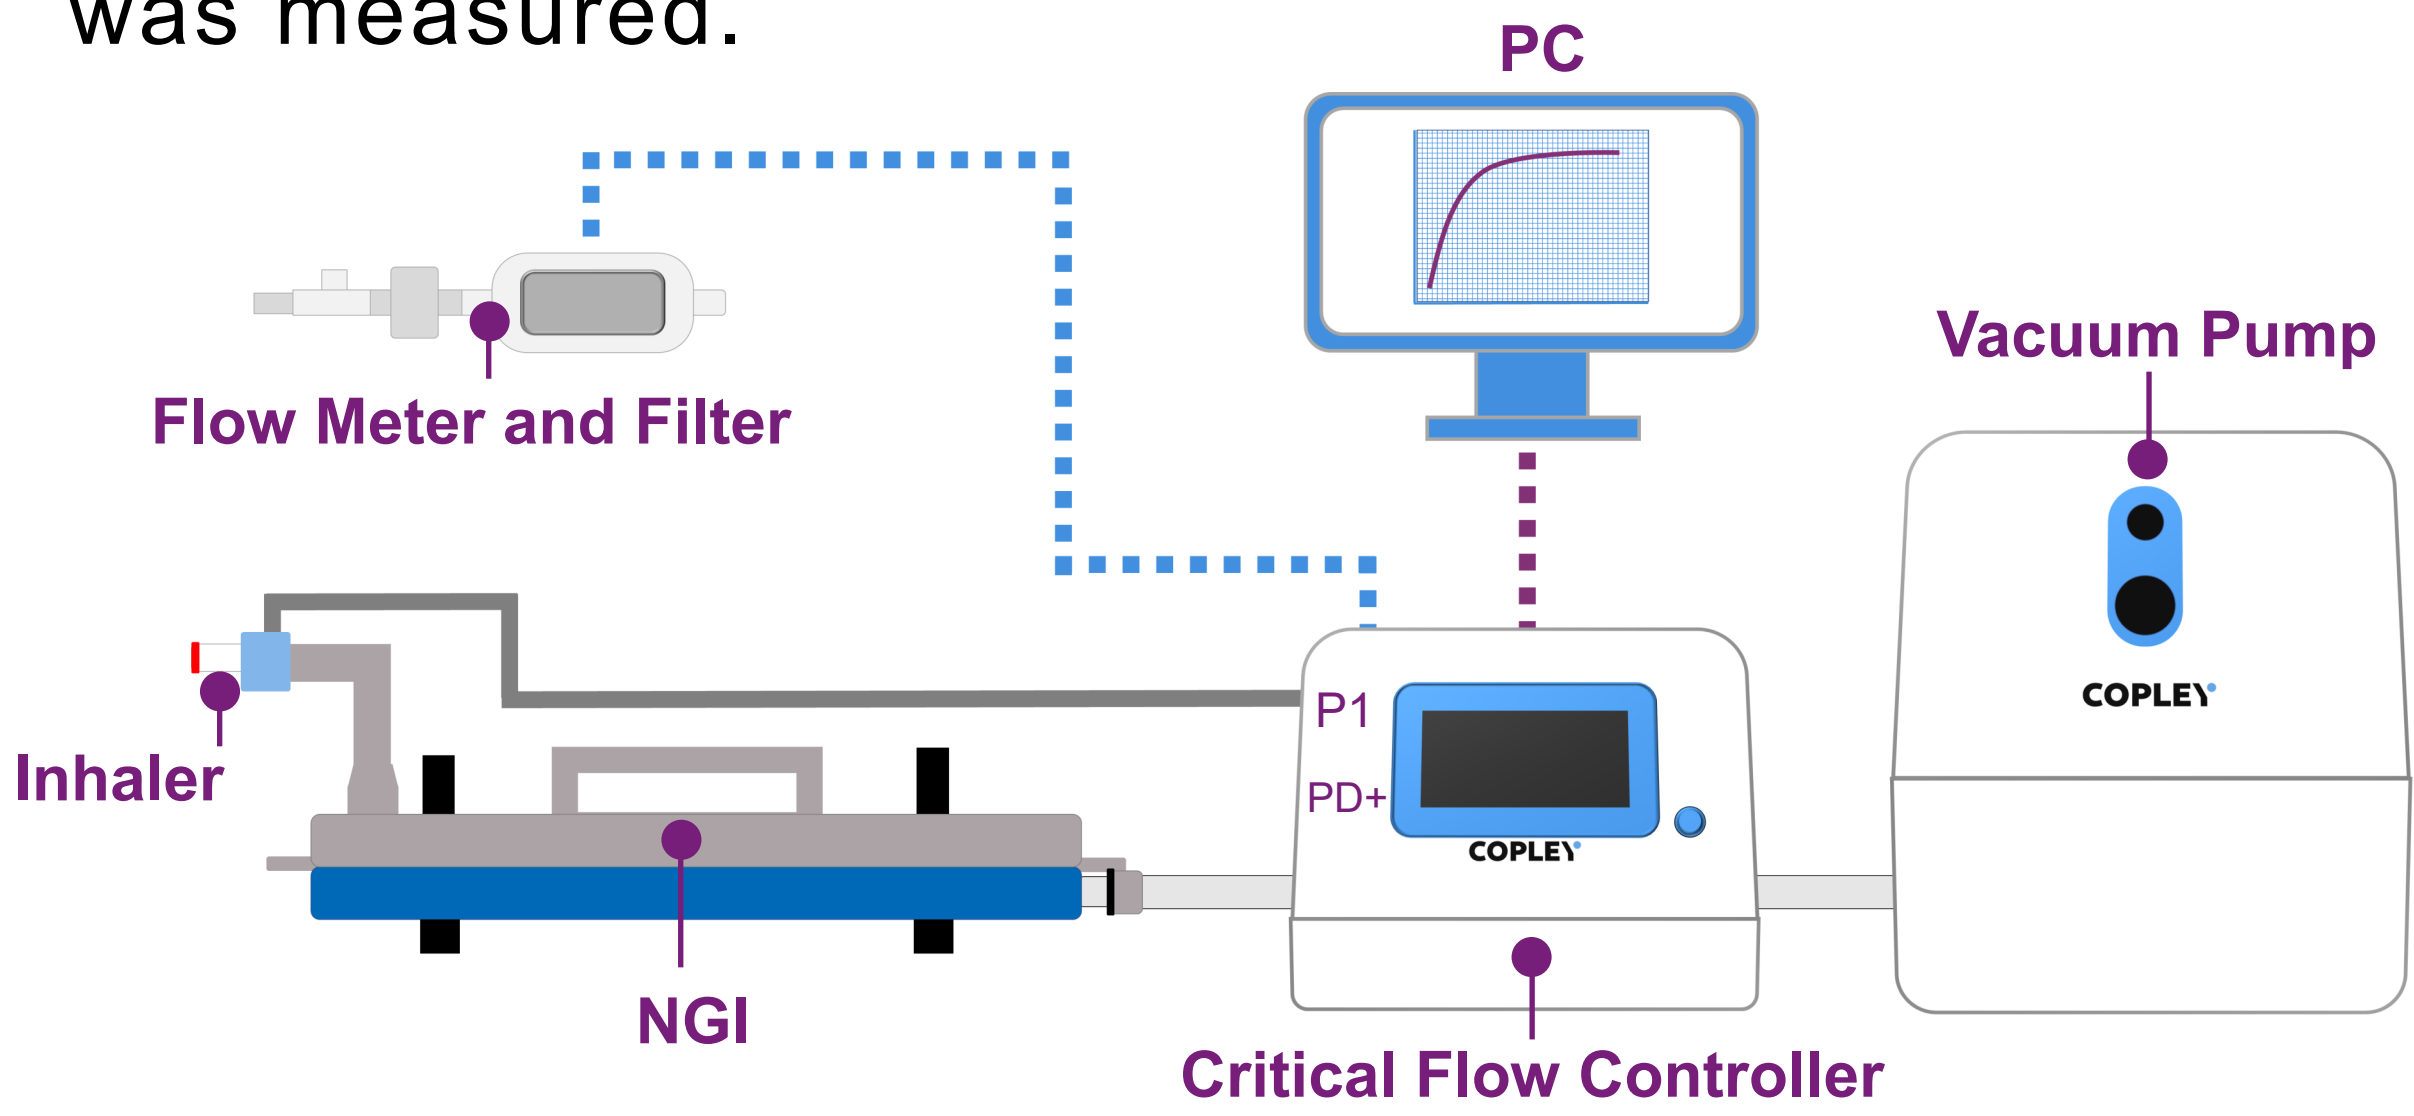 was measured.
PC
Vacuum Pump
Flow Meter and Filter
P1
COPLEY
Inhaler
PD+
COPLEY
NGI
Critical Flow Controller